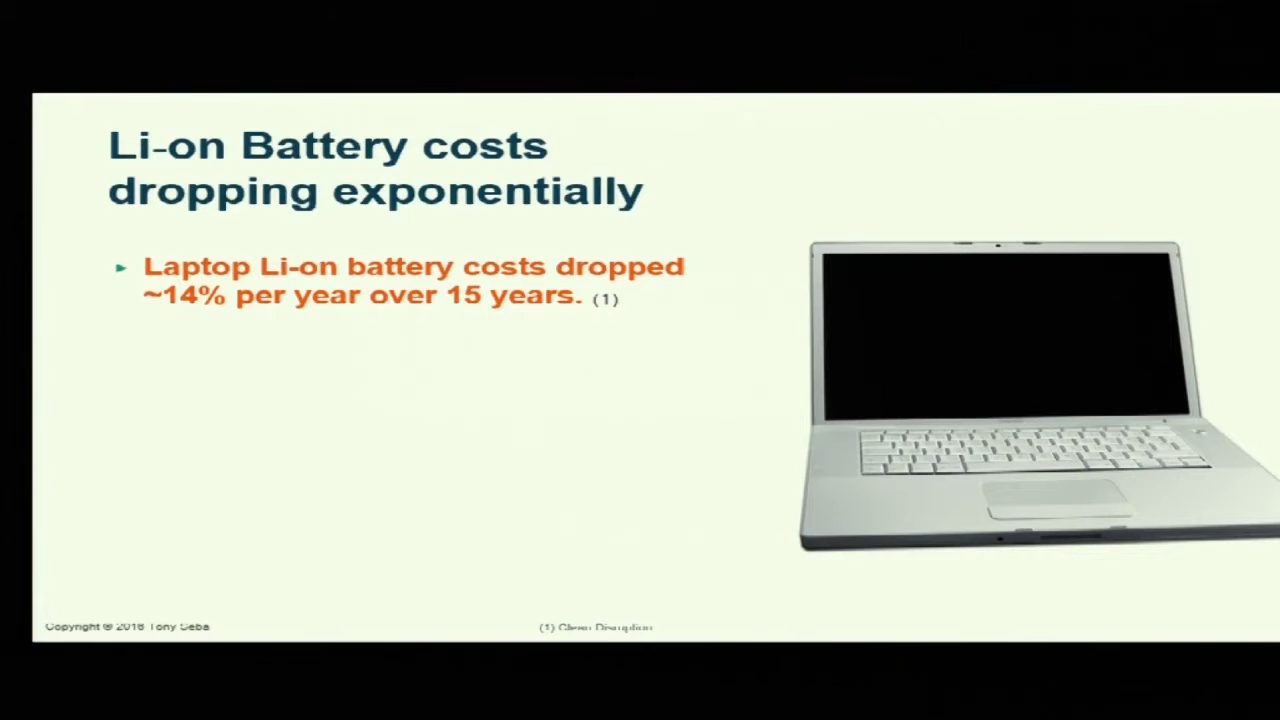 Li-on Battery costs
dropping exponentially
▸ Laptop Li-on battery costs dropped
~14% per year over 15 years. (1)
Copyright ® 2016 Tony Seba (1) Clean Disruption